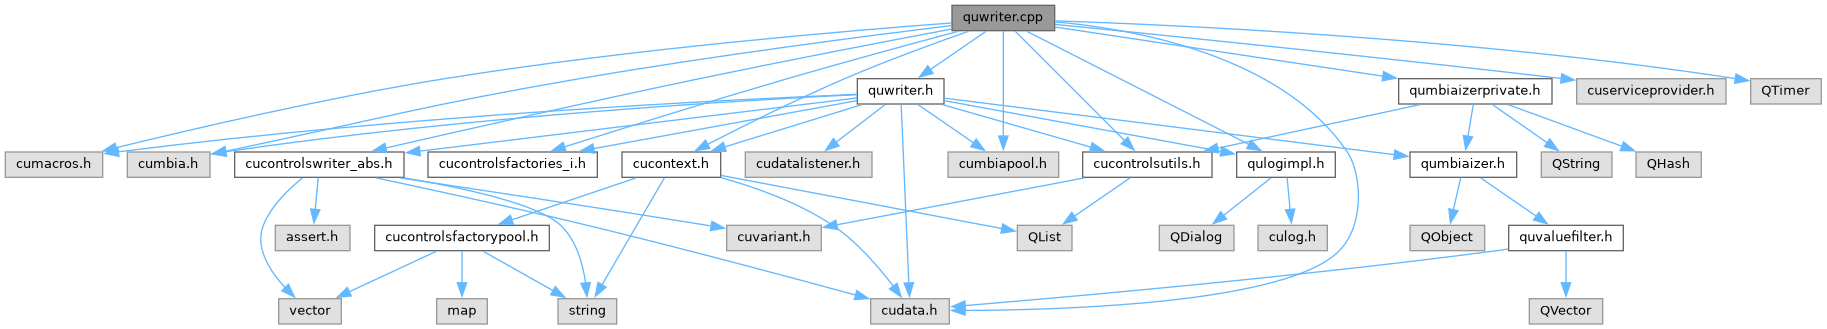 quwriter.cpp
quwriter.h
qumbiaizerprivate.h
cuserviceprovider.h
QTimer
cumacros.h
cumbia.h
cucontrolswriter_abs.h
cucontrolsfactories_i.h
cucontext.h
cudatalistener.h
cumbiapool.h
cucontrolsutils.h
qulogimpl.h
qumbiaizer.h
QString
QHash
assert.h
cucontrolsfactorypool.h
cuvariant.h
QList
QDialog
culog.h
QObject
quvaluefilter.h
vector
map
string
cudata.h
QVector